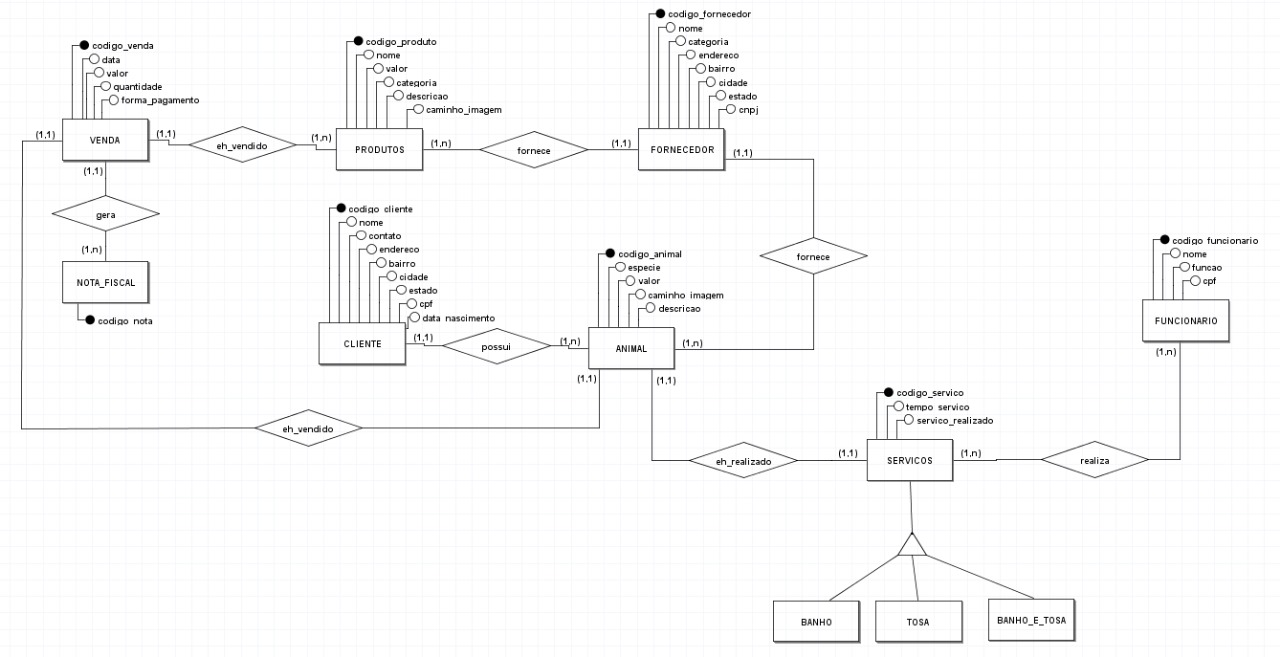 codigo_venda
data
valor
quantidade
forma_pagamento
(1,1)
VENDA
(1,1)
eh_vendido
(1,n)
codigo_produto
nome
valor
categoria
descricao
caminho_imagem
PRODUTOS
(1,n)
fornece
(1,1)
codigo_fornecedor
nome
categoria
endereco
bairro
cidade
estado
cnpj
FORNECEDOR
(1,1)
(1,1)
gera
(1,n)
NOTA_FISCAL
codigo_nota
codigo_cliente
nome
contato
endereco
bairro
cidade
estado
cpf
data_nascimento
CLIENTE
(1,1)
possui
(1,n)
codigo_animal
especie
valor
caminho_imagem
descricao
ANIMAL
(1,n)
fornece
codigo_funcionario
nome
funcao
cpf
FUNCIONARIO
(1,n)
(1,1)
(1,1)
eh_vendido
eh_realizado
(1,1)
codigo_servico
tempo_servico
servico_realizado
SERVICOS
(1,n)
realiza
BANHO
TOSA
BANHO_E_TOSA